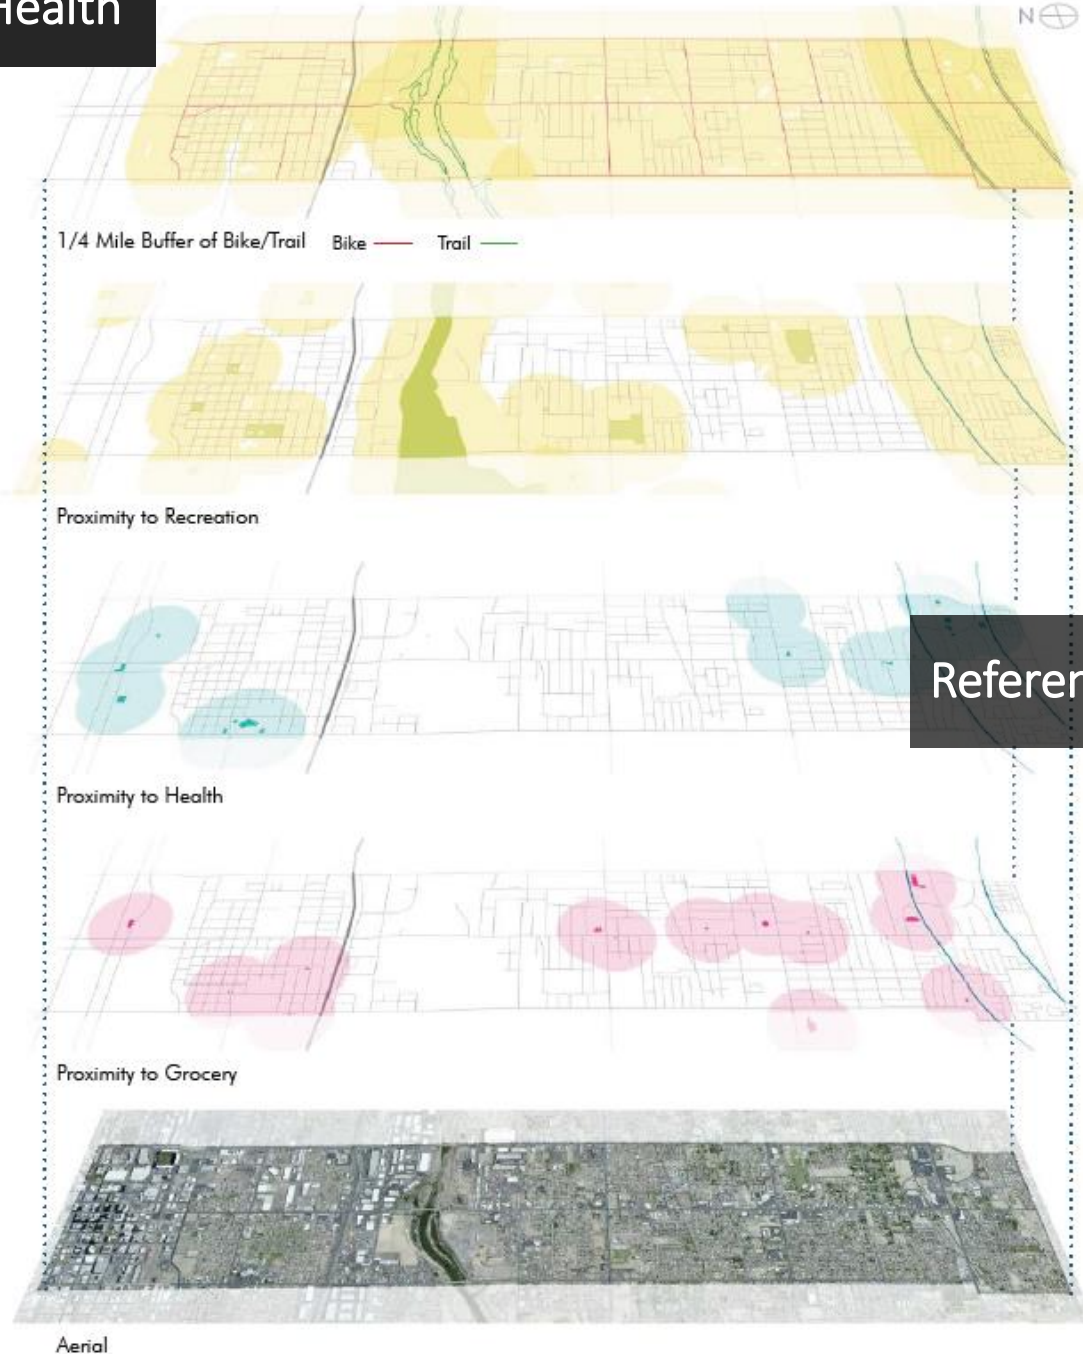 Health
N
1/4 Mile Buffer of Bike/Trail Bike Trail
Proximity to Recreation
Proximity to Health
Proximity to Grocery
Aerial